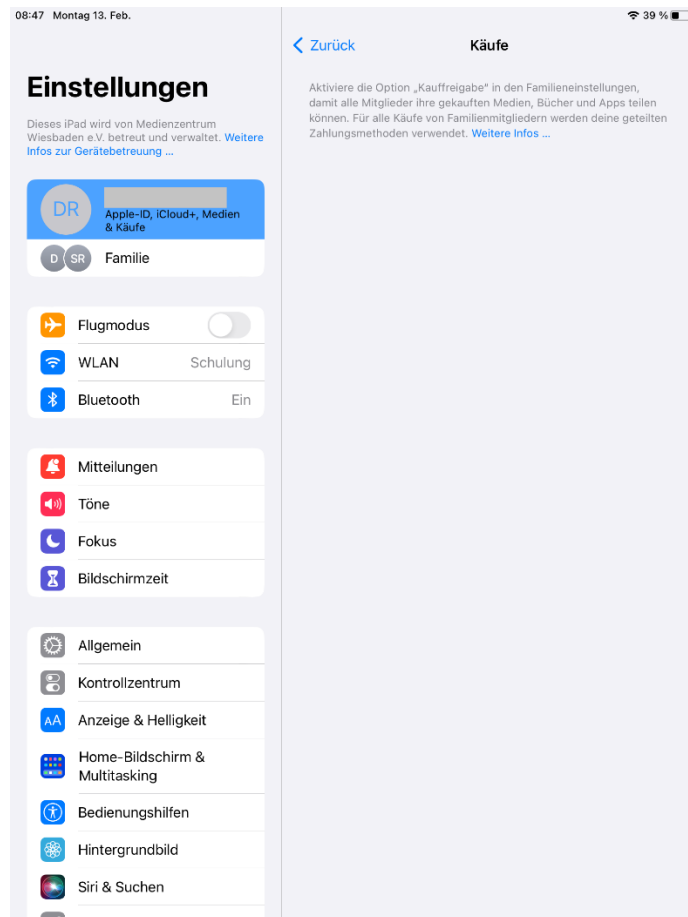 08:47 Montag 13. Feb.
39 %
Zurück
Käufe
Einstellungen
Dieses iPad wird von Medienzentrum
Wiesbaden e.V. betreut und verwaltet. Weitere
Infos zur Gerätebetreuung ...
Aktiviere die Option „Kauffreigabe" in den Familieneinstellungen,
damit alle Mitglieder ihre gekauften Medien, Bücher und Apps teilen
können. Für alle Käufe von Familienmitgliedern werden deine geteilten
Zahlungsmethoden verwendet. Weitere Infos ...
DR
Apple-ID, iCloud+, Medien
& Käufe
D SR Familie
Flugmodus
WLAN Schulung
Bluetooth Ein
Mitteilungen
Töne
Fokus
Bildschirmzeit
Allgemein
Kontrollzentrum
AA Anzeige & Helligkeit
Home-Bildschirm &
Multitasking
Bedienungshilfen
Hintergrundbild
Siri & Suchen